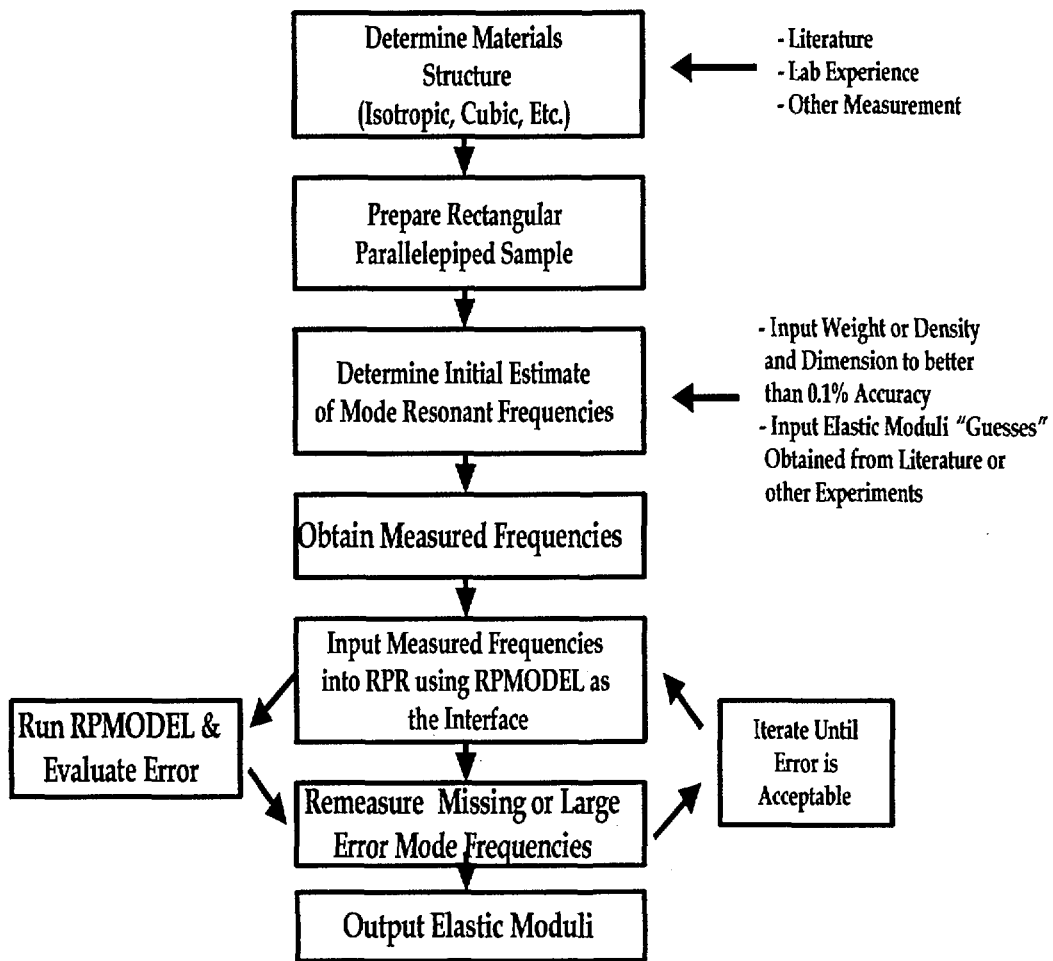 Determine Materials
Structure
(Isotropic, Cubic, Etc.)
- Literature
- Lab Experience
- Other Measurement
Prepare Rectangular
Parallelepiped Sample
Determine Initial Estimate
of Mode Resonant Frequencies
- Input Weight or Density
and Dimension to better
than 0.1% Accuracy
- Input Elastic Moduli “Guesses”
Obtained from Literature or
other Experiments
Obtain Measured Frequencies
Input Measured Frequencies
into RPR using RPMODEL as
the Interface
Run RPMODEL &
Evaluate Error
Iterate Until
Error is
Acceptable
Remeasure Missing or Large
Error Mode Frequencies
Output Elastic Moduli